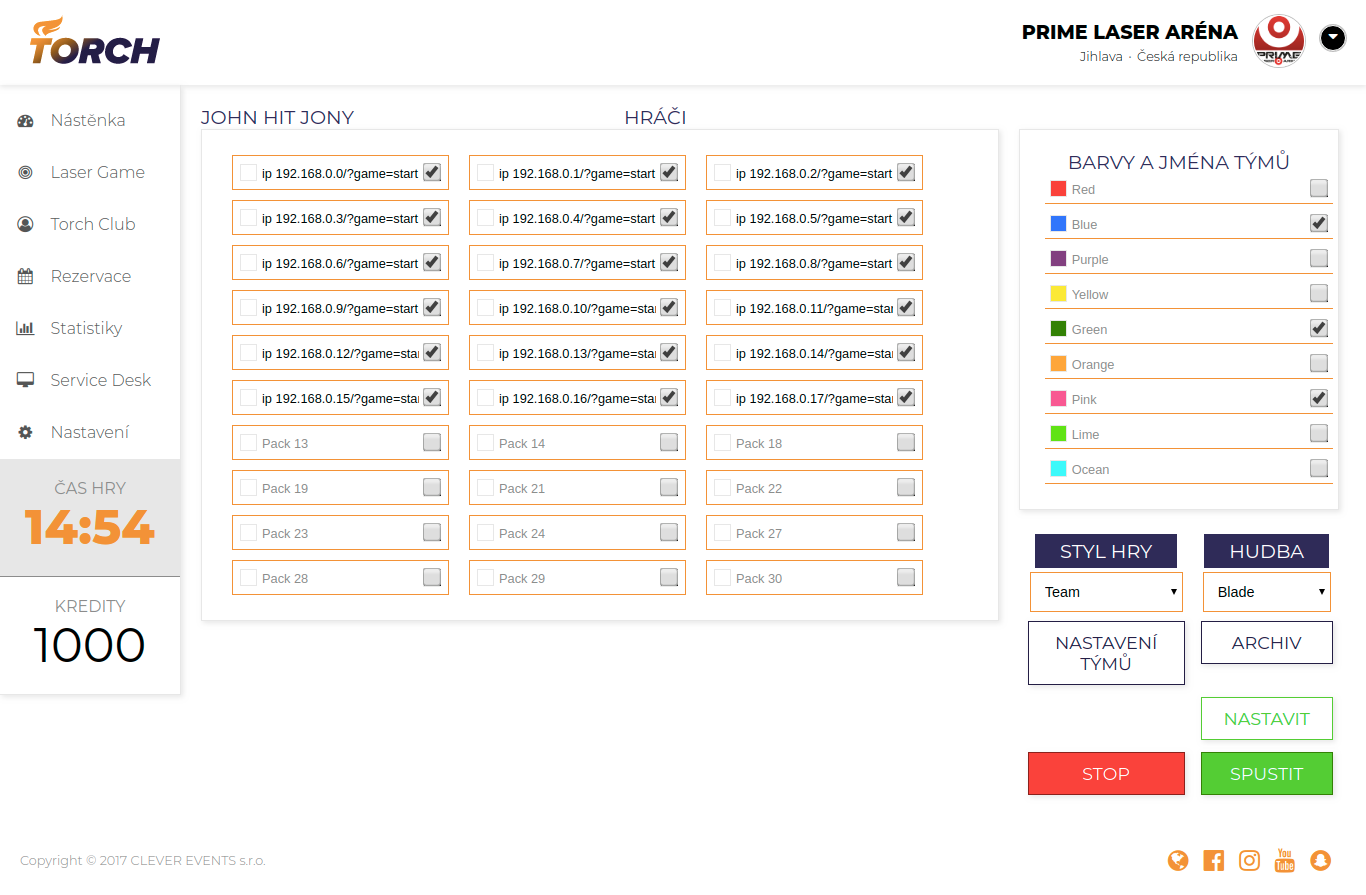 TORCH
PRIME LASER ARÉNA
Jihlava · Česká republika
PRIME
Nástěnka
Laser Game
Torch Club
Rezervace
Statistiky
Service Desk
Nastavení
ČAS HRY
14:54
KREDITY
1000
JOHN HIT JONY HRÁČI
ip 192.168.0.0/?game=start ip 192.168.0.1/?game=start ip 192.168.0.2/?game=start
ip 192.168.0.3/?game=start ip 192.168.0.4/?game=start ip 192.168.0.5/?game=start
ip 192.168.0.6/?game=start ip 192.168.0.7/?game=start ip 192.168.0.8/?game=start
ip 192.168.0.9/?game=start ip 192.168.0.10/?game=star ip 192.168.0.11/?game=star
ip 192.168.0.12/?game=star ip 192.168.0.13/?game=star ip 192.168.0.14/?game=star
ip 192.168.0.15/?game=star ip 192.168.0.16/?game=star ip 192.168.0.17/?game=star
Pack 13 Pack 14 Pack 18
Pack 19 Pack 21 Pack 22
Pack 23 Pack 24 Pack 27
Pack 28 Pack 29 Pack 30
BARVY A JMÉNA TÝMŮ
Red
Blue
Purple
Yellow
Green
Orange
Pink
Lime
Ocean
STYL HRY HUDBA
Team Blade
NASTAVENÍ
TÝMŮ
ARCHIV
NASTAVIT
STOP SPUSTIT
Copyright © 2017 CLEVER EVENTS s.r.o.
You
Tube